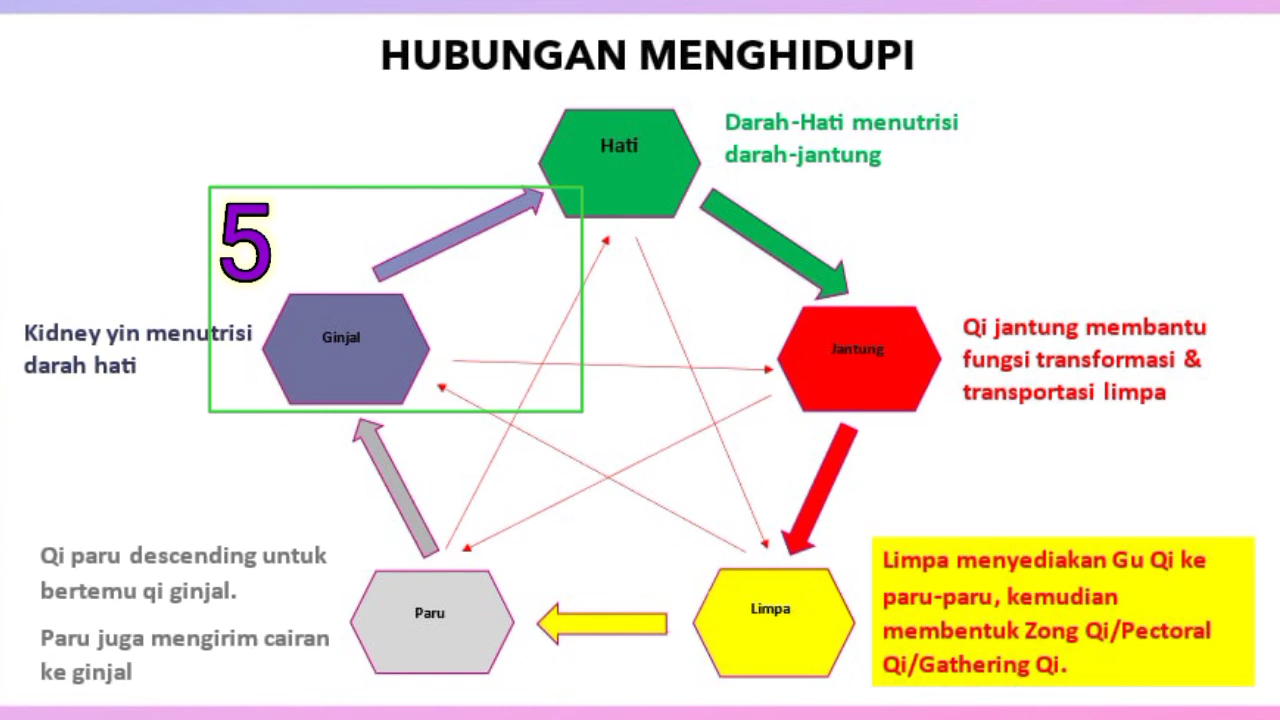 HUBUNGAN MENGHIDUPI
Hati
Darah-Hati menutrisi
darah-jantung
5
Kidney yin menutrisi
darah hati
Ginjal
Jantung
Qi jantung membantu
fungsi transformasi &
transportasi limpa
Qi paru descending untuk
bertemu qi ginjal.
Paru juga mengirim cairan
ke ginjal
Paru
Limpa
Limpa menyediakan Gu Qi ke
paru-paru, kemudian
membentuk Zong Qi/Pectoral
Qi/Gathering Qi.